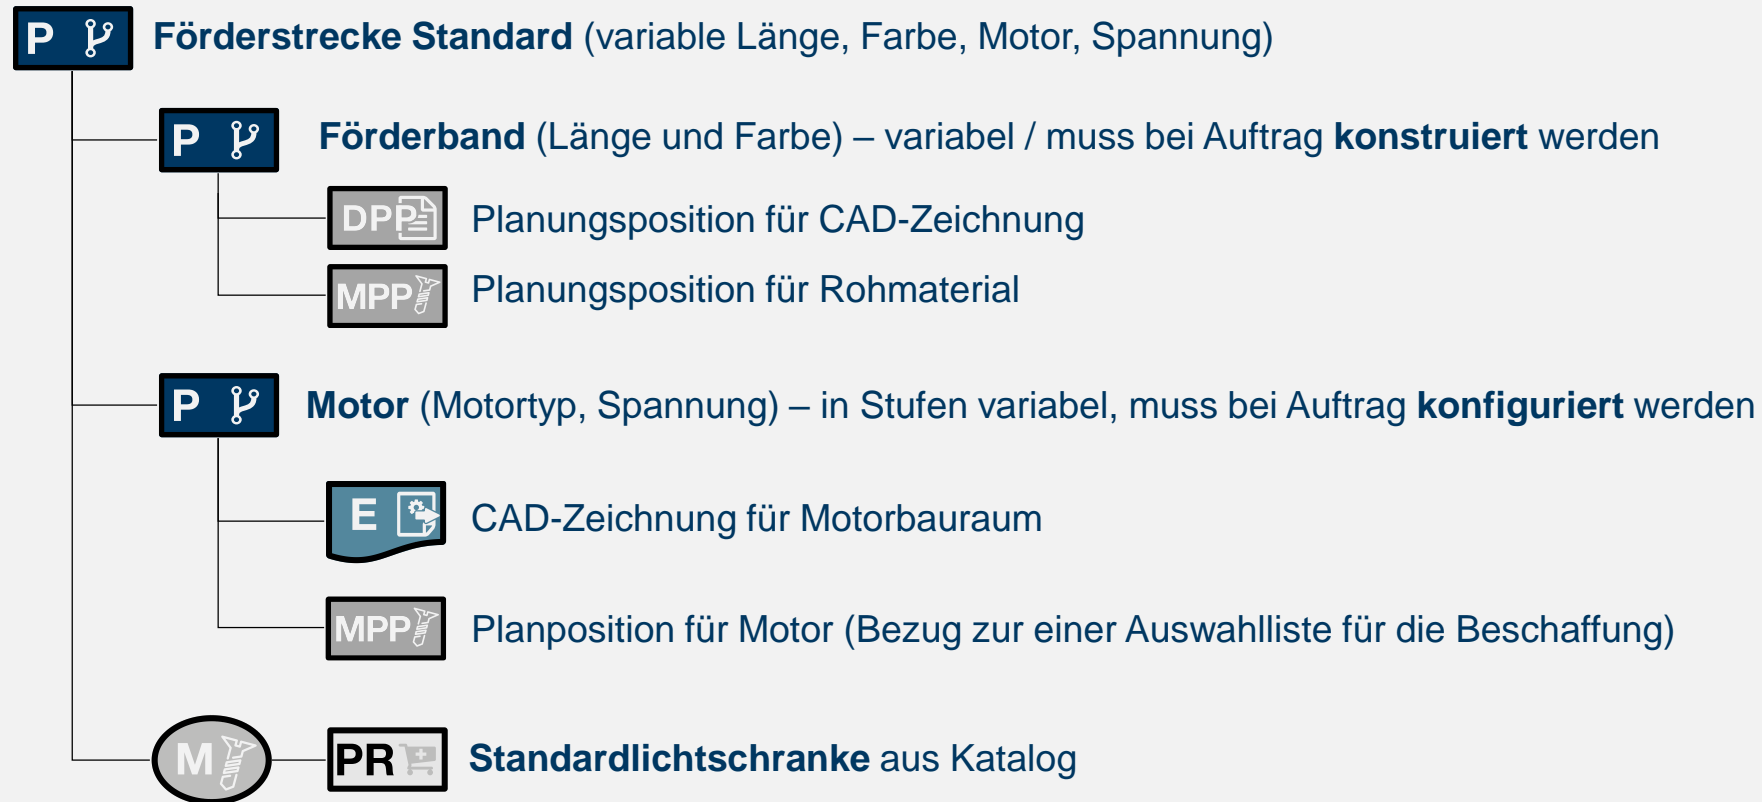 P Förderstrecke Standard (variable Länge, Farbe, Motor, Spannung)
P Förderband (Länge und Farbe) – variabel / muss bei Auftrag konstruiert werden
DPP Planungsposition für CAD-Zeichnung
MPP Planungsposition für Rohmaterial
P Motor (Motortyp, Spannung) – in Stufen variabel, muss bei Auftrag konfiguriert werden
E CAD-Zeichnung für Motorbauraum
MPP Planposition für Motor (Bezug zur einer Auswahlliste für die Beschaffung)
M PR Standardlichtschranke aus Katalog